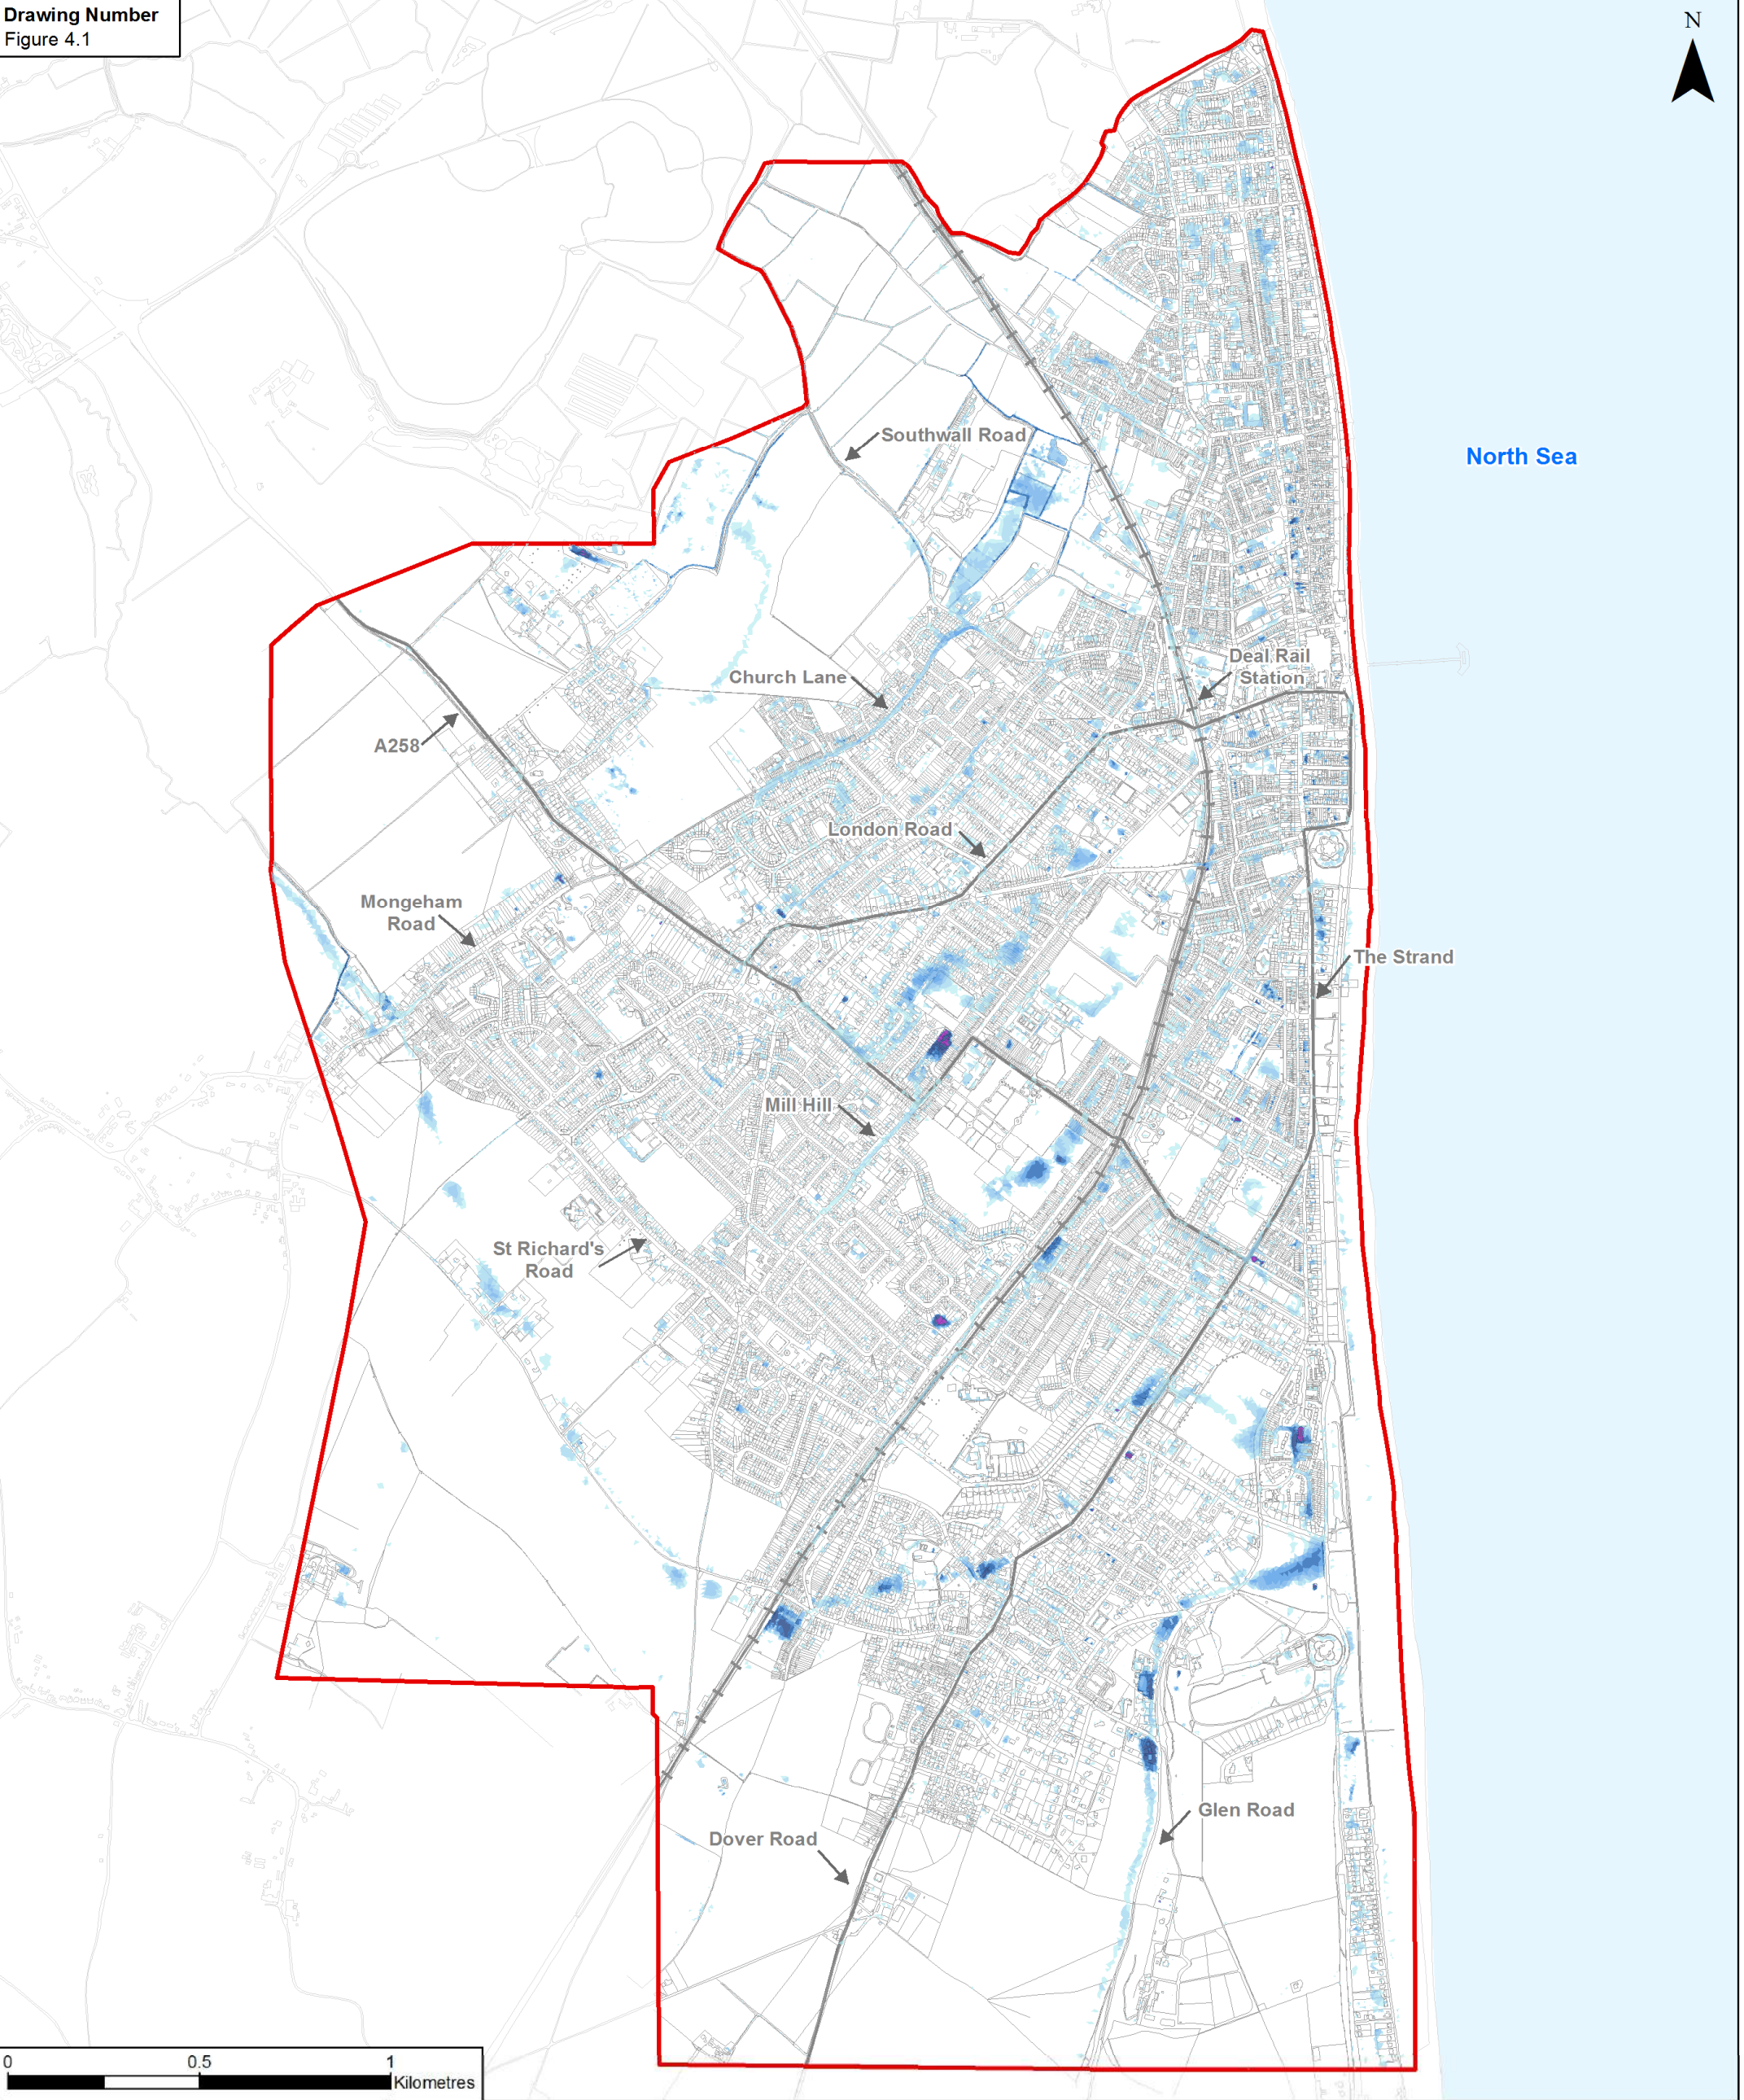 Drawing Number
Figure 4.1
N
Southwall Road
North Sea
Deal Rail
Station
Church Lane
A258
London Road
Mongeham
Road
The Strand
Mill Hill
St Richard's
Road
Glen Road
Dover Road
0 0.5 1
Kilometres